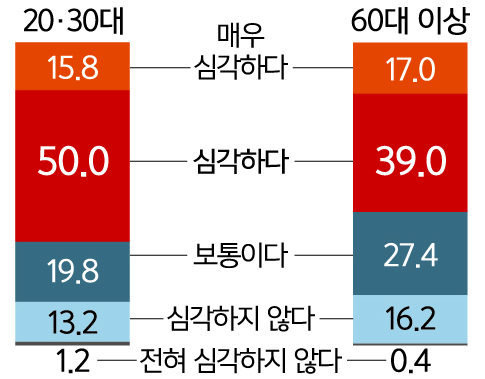 20·30대 60대 이상
매우
15.8 심각하다 17.0
50.0 심각하다 39.0
19.8 보통이다 27.4
13.2 심각하지 않다 16.2
1.2 전혀 심각하지 않다 0.4